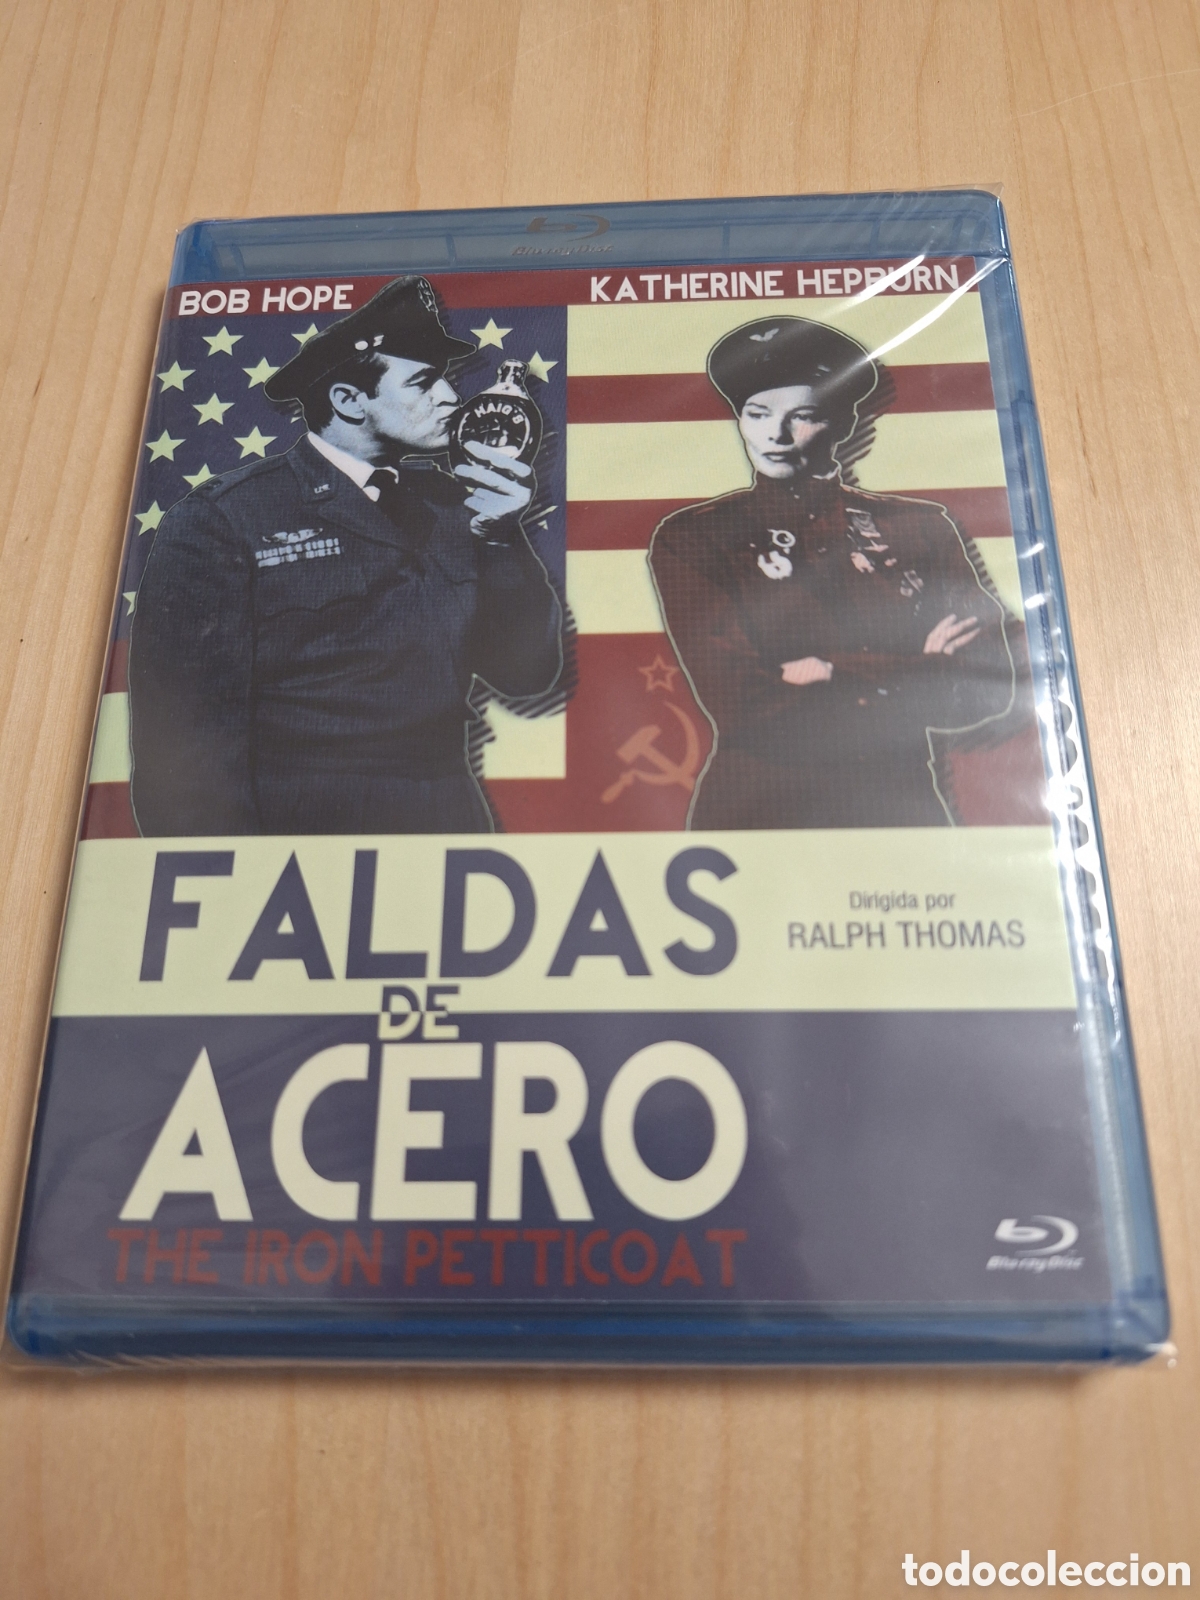 Blu-ray Disc
BOB HOPE
KATHERINE HEPBURN
HAIG'S
FALDAS
DE
ACERO
Dirigida por
RALPH THOMAS
THE IRON PETTICOAT
Blu-ray Disc
todocoleccion